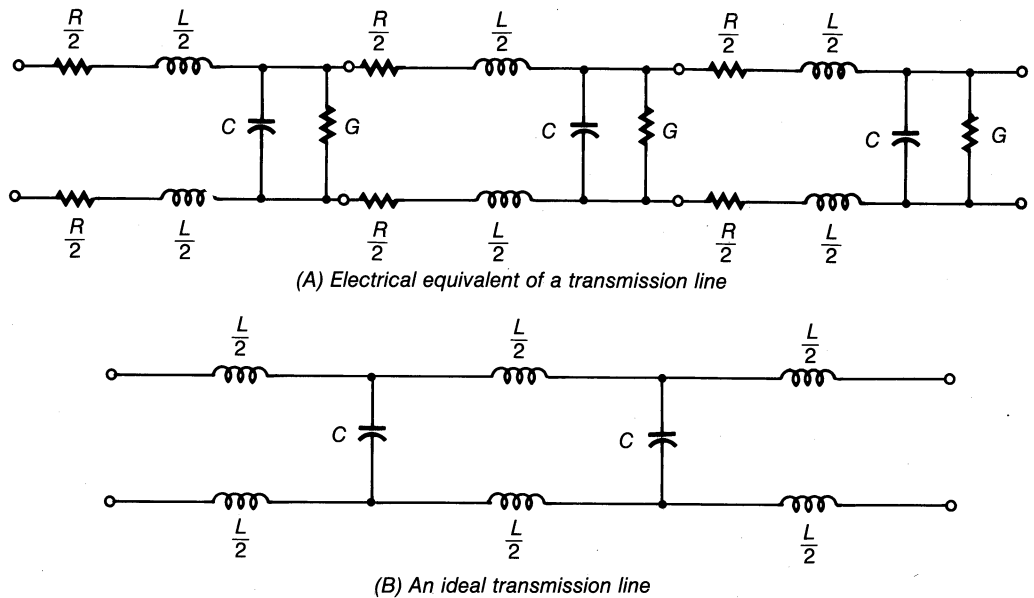 R/2 L/2 R/2 L/2 R/2 L/2
C G C G C G
R/2 L/2 R/2 L/2 R/2 L/2
(A) Electrical equivalent of a transmission line
L/2 L/2 L/2
C C
L/2 L/2 L/2
(B) An ideal transmission line